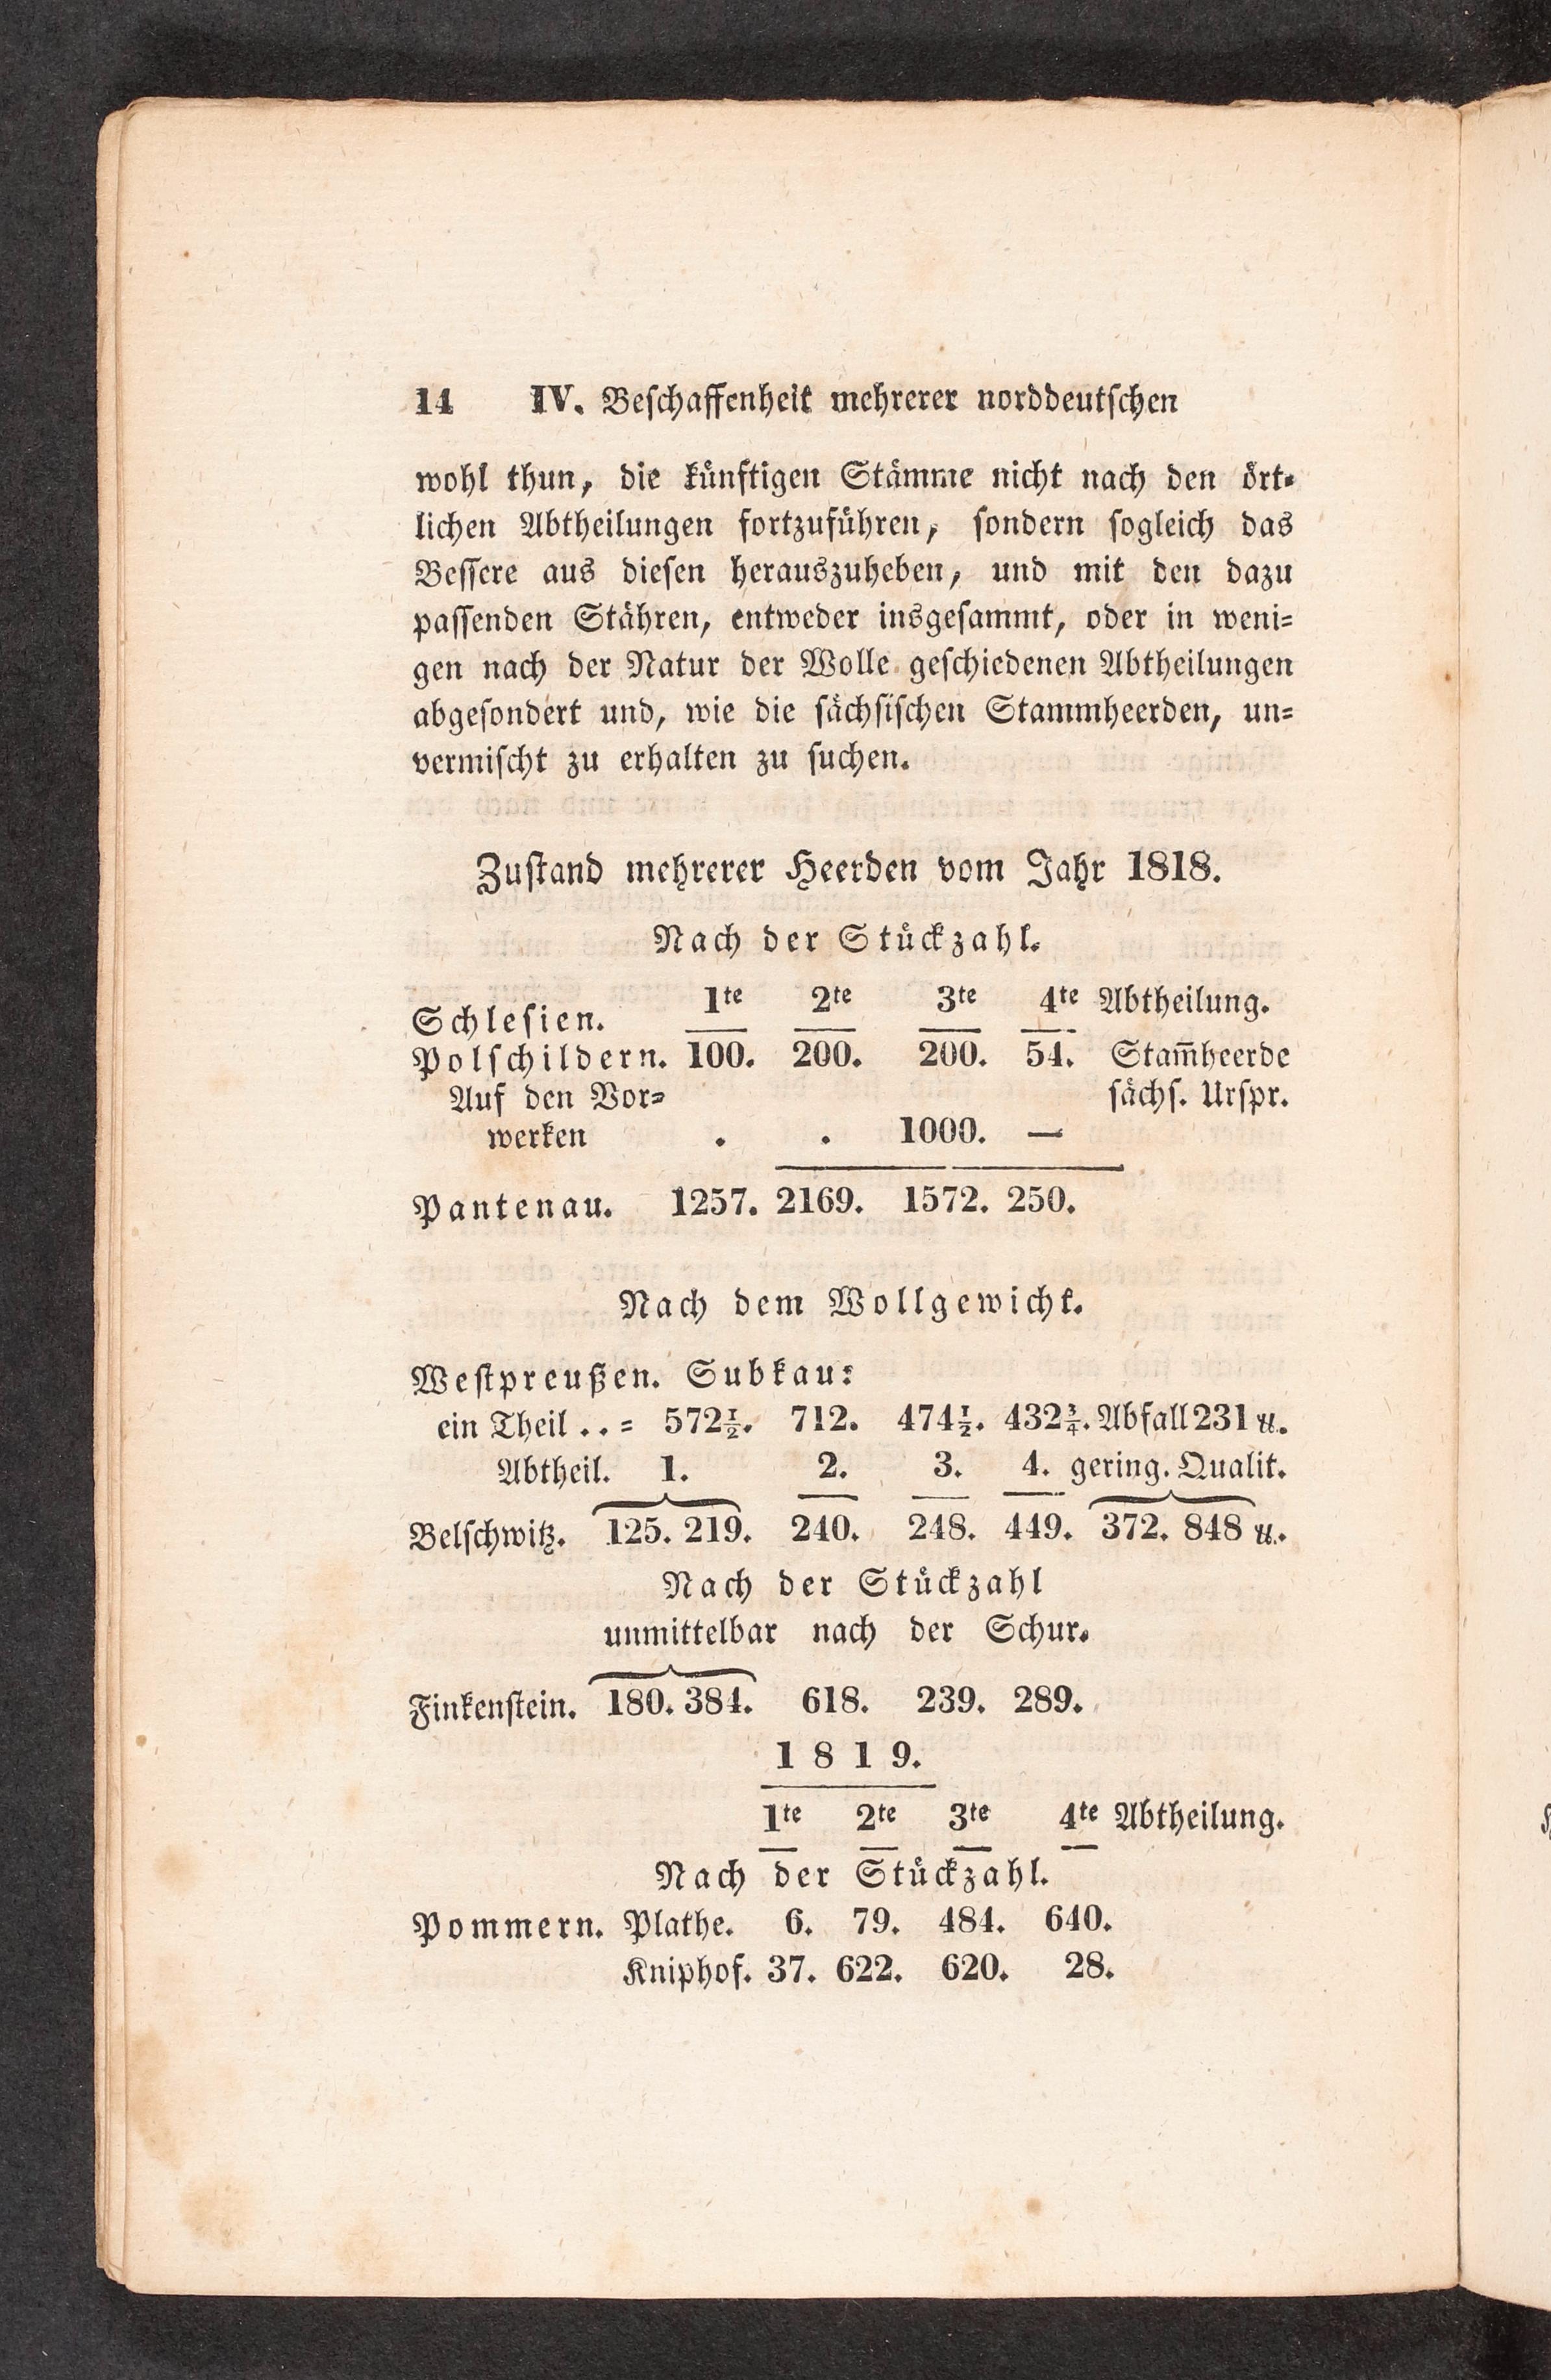 14 IV. Beschaffenheit mehrerer norddeutschen
wohl thun, die künftigen Stämme nicht nach den ört-
lichen Abtheilungen fortzuführen, sondern sogleich das
Bessere aus diesen herauszuheben, und mit den dazu
passenden Stähren, entweder insgesammt, oder in weni-
gen nach der Natur der Wolle geschiedenen Abtheilungen
abgesondert und, wie die sächsischen Stammheerden, un-
vermischt zu erhalten zu suchen.
Zustand mehrerer Heerden vom Jahr 1818.
Nach der Stückzahl.
Schlesien. 1te 2te 3te 4te Abtheilung.
Polschildern. 100. 200. 200. 54. Stam̄heerde
Auf den Vor- sächs. Urspr.
werken . . 1000. —
Pantenau. 1257. 2169. 1572. 250.
Nach dem Wollgewicht.
Westpreußen. Subkau:
ein Theil . . = 572½. 712. 474½. 432¾. Abfall 231 ℔.
Abtheil. 1. 2. 3. 4. gering. Qualit.
Belschwitz. 125. 219. 240. 248. 449. 372. 848 ℔.
Nach der Stückzahl
unmittelbar nach der Schur.
Finkenstein. 180. 384. 618. 239. 289.
1819.
1te 2te 3te 4te Abtheilung.
Nach der Stückzahl.
Pommern. Plathe. 6. 79. 484. 640.
Kniphof. 37. 622. 620. 28.